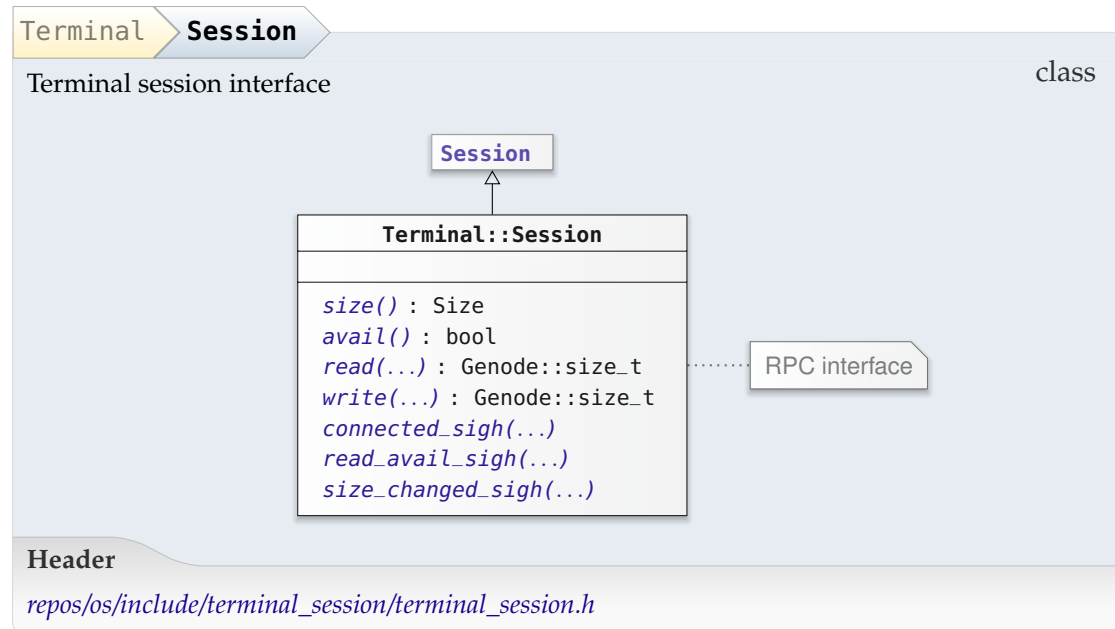 Terminal Session
class
Terminal session interface
Session
Terminal::Session
size() : Size
avail() : bool
read(...) : Genode::size_t
RPC interface
write(...) : Genode::size_t
connected_sigh(...)
read_avail_sigh(...)
size_changed_sigh(...)
Header
repos/os/include/terminal_session/terminal_session.h